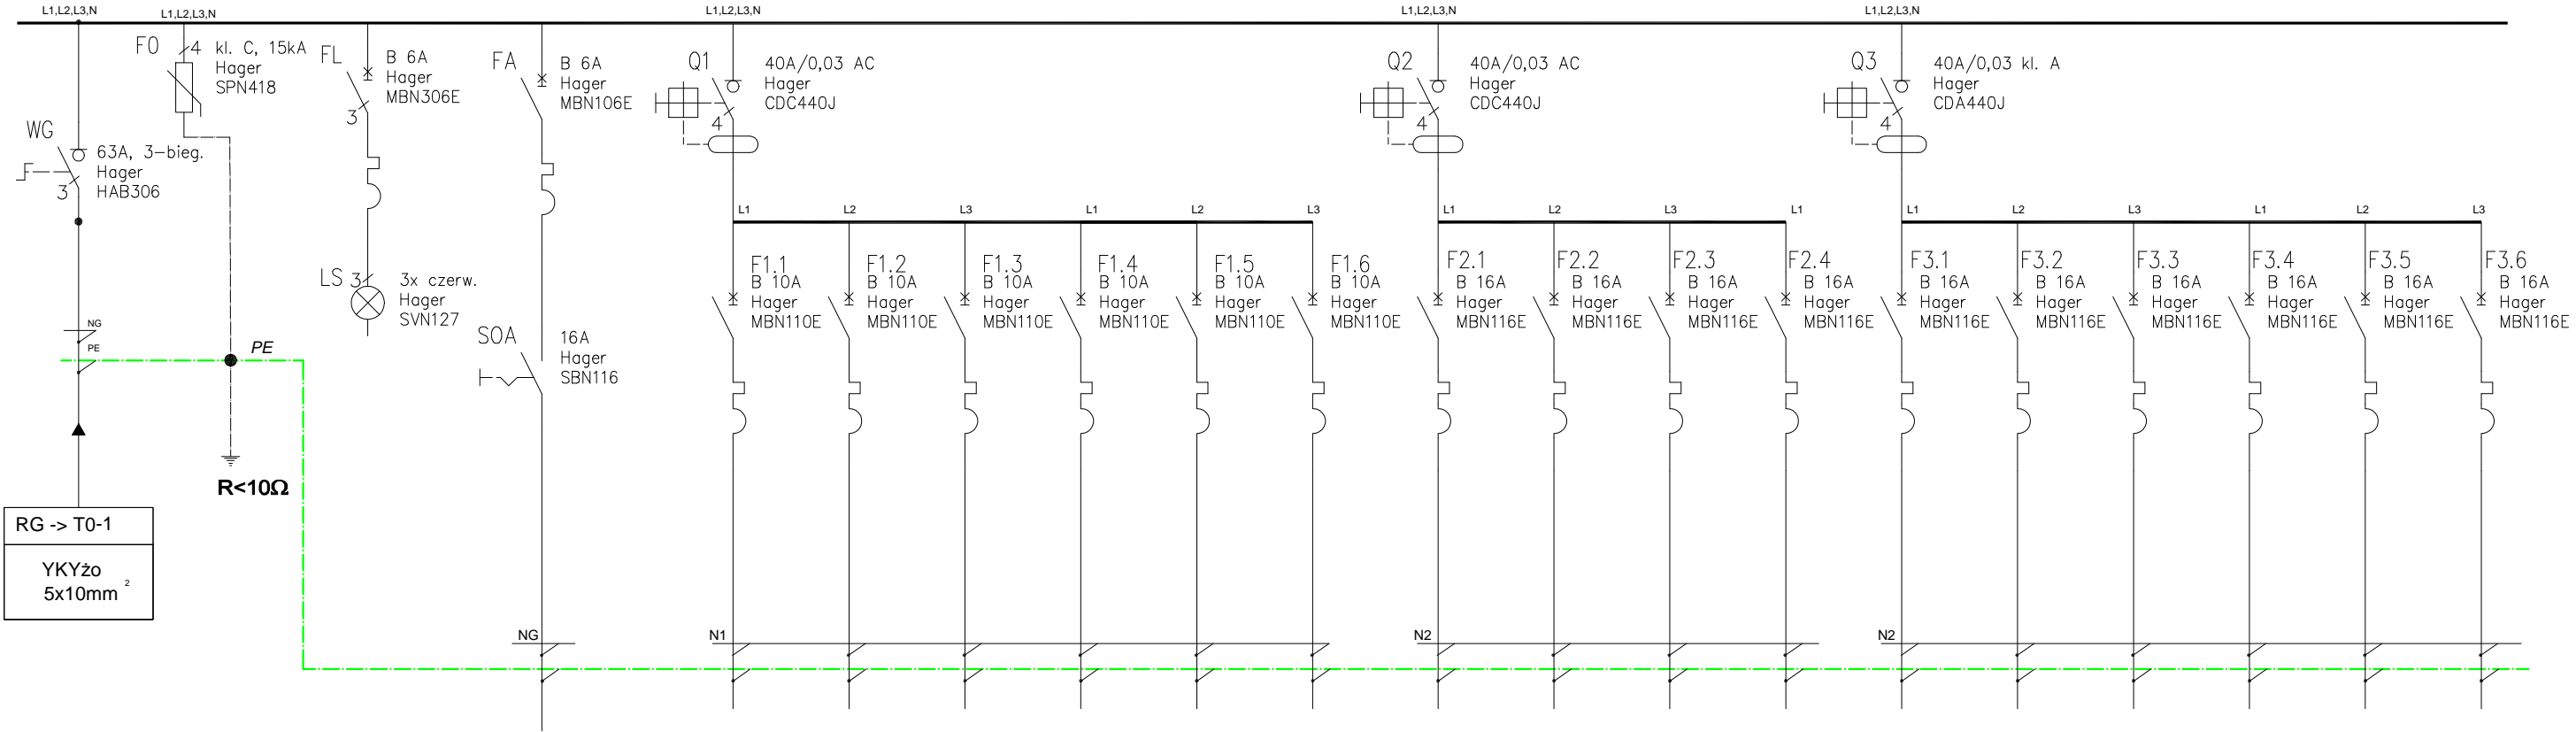 L1,L2,L3,N
L1,L2,L3,N
L1,L2,L3,N
L1,L2,L3,N
L1,L2,L3,N
F0
4
kl. C, 15kA
Hager
SPN418
FL
B 6A
Hager
MBN306E
3
FA
B 6A
Hager
MBN106E
Q1
40A/0,03 AC
Hager
CDC440J
4
Q2
40A/0,03 AC
Hager
CDC440J
4
Q3
40A/0,03 kl. A
Hager
CDA440J
4
WG
63A, 3-bieg.
Hager
HAB306
3
L1
L2
L3
L1
L2
L3
L1
L2
L3
L1
L1
L2
L3
L1
L2
L3
LS
3
3x czerw.
Hager
SVN127
F1.1
B 10A
Hager
MBN110E
F1.2
B 10A
Hager
MBN110E
F1.3
B 10A
Hager
MBN110E
F1.4
B 10A
Hager
MBN110E
F1.5
B 10A
Hager
MBN110E
F1.6
B 10A
Hager
MBN110E
F2.1
B 16A
Hager
MBN116E
F2.2
B 16A
Hager
MBN116E
F2.3
B 16A
Hager
MBN116E
F2.4
B 16A
Hager
MBN116E
F3.1
B 16A
Hager
MBN116E
F3.2
B 16A
Hager
MBN116E
F3.3
B 16A
Hager
MBN116E
F3.4
B 16A
Hager
MBN116E
F3.5
B 16A
Hager
MBN116E
F3.6
B 16A
Hager
MBN116E
NG
PE
PE
SOA
16A
Hager
SBN116
R<10Ω
RG -> T0-1
YKYżo
5x10mm²
NG
N1
N2
N2